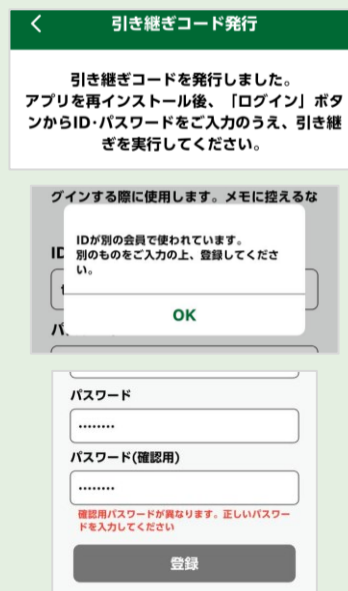 引き継ぎコード発行
引き継ぎコードを発行しました。
アプリを再インストール後、「ログイン」ボタ
ンからID・パスワードをご入力のうえ、引き継
ぎを実行してください。
グインする際に使用します。メモに控えるな
IDが別の会員で使われています。
別のものをご入力の上、登録してくださ
い。
ID
OK
パ
パスワード
........
パスワード(確認用)
........
確認用パスワードが異なります。正しいパスワー
ドを入力してください
登録